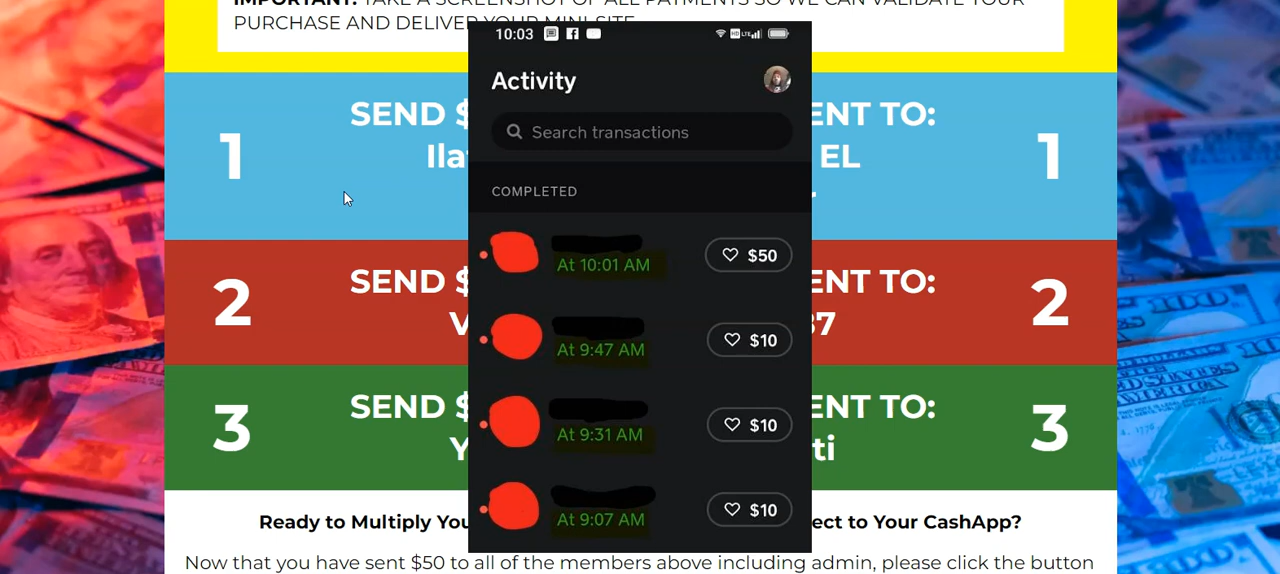 IMPORTANT: TAKE A SCREENSHOT OF ALL PAYMENTS SO WE CAN VALIDATE YOUR
PURCHASE AND DELIVER YOUR MINI SITE
10:03
Activity
Search transactions
COMPLETED
At 10:01 AM $50
At 9:47 AM $10
At 9:31 AM $10
At 9:07 AM $10
1 SEND $ ENT TO: 1
Ila EL
2 SEND $ ENT TO: 2
V 37
3 SEND $ ENT TO: 3
Y ti
Ready to Multiply You ect to Your CashApp?
Now that you have sent $50 to all of the members above including admin, please click the button